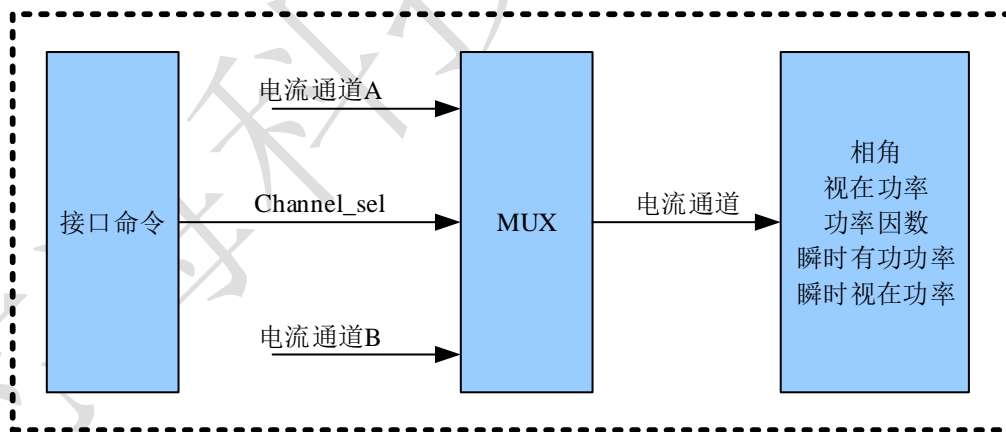 电流通道A
接口命令
Channel_sel
MUX
电流通道
电流通道B
相角
视在功率
功率因数
瞬时有功功率
瞬时视在功率